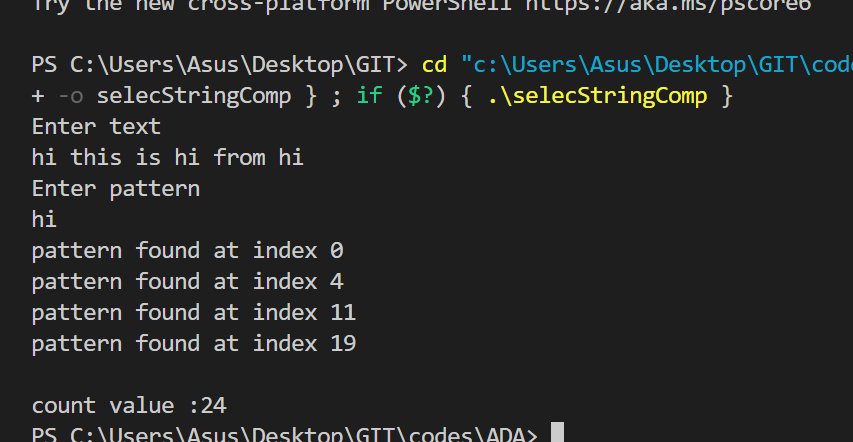 Try the new cross-platform PowerShell https://aka.ms/pscore6
PS C:\Users\Asus\Desktop\GIT> cd "c:\Users\Asus\Desktop\GIT\code
+ -o selecStringComp } ; if ($?) { .\selecStringComp }
Enter text
hi this is hi from hi
Enter pattern
hi
pattern found at index 0
pattern found at index 4
pattern found at index 11
pattern found at index 19
count value :24
PS C:\Users\Asus\Desktop\GIT\codes\ADA>